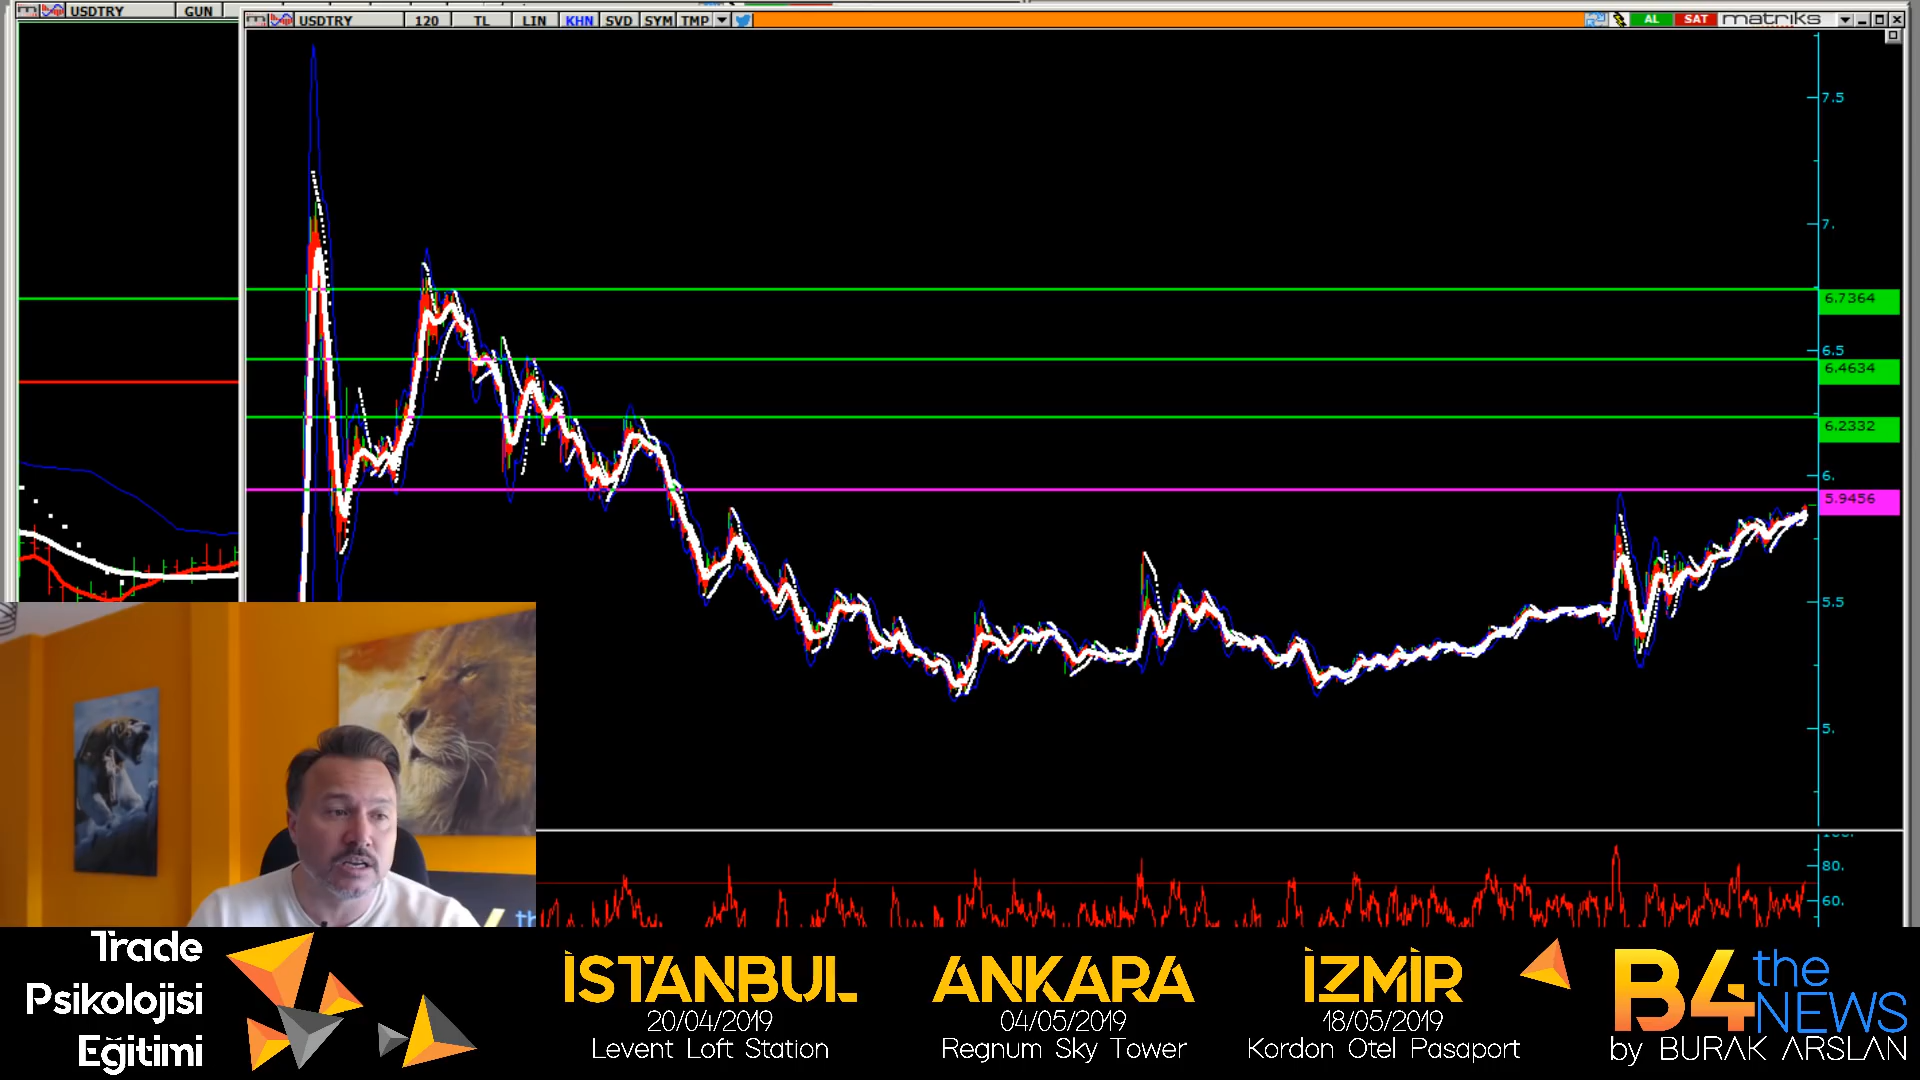 USDTRY GUN
USDTRY 120 TL LIN KHN SVD SYM TMP AL SAT matriks
7.5
7.
6.7364
6.5
6.4634
6.2332
6.
5.9456
5.5
5.
80.
60.
Trade
Psikolojisi
Eğitimi
İSTANBUL
20/04/2019
Levent Loft Station
ANKARA
04/05/2019
Regnum Sky Tower
İZMİR
18/05/2019
Kordon Otel Pasaport
B4 the
NEWS
by BURAK ARSLAN